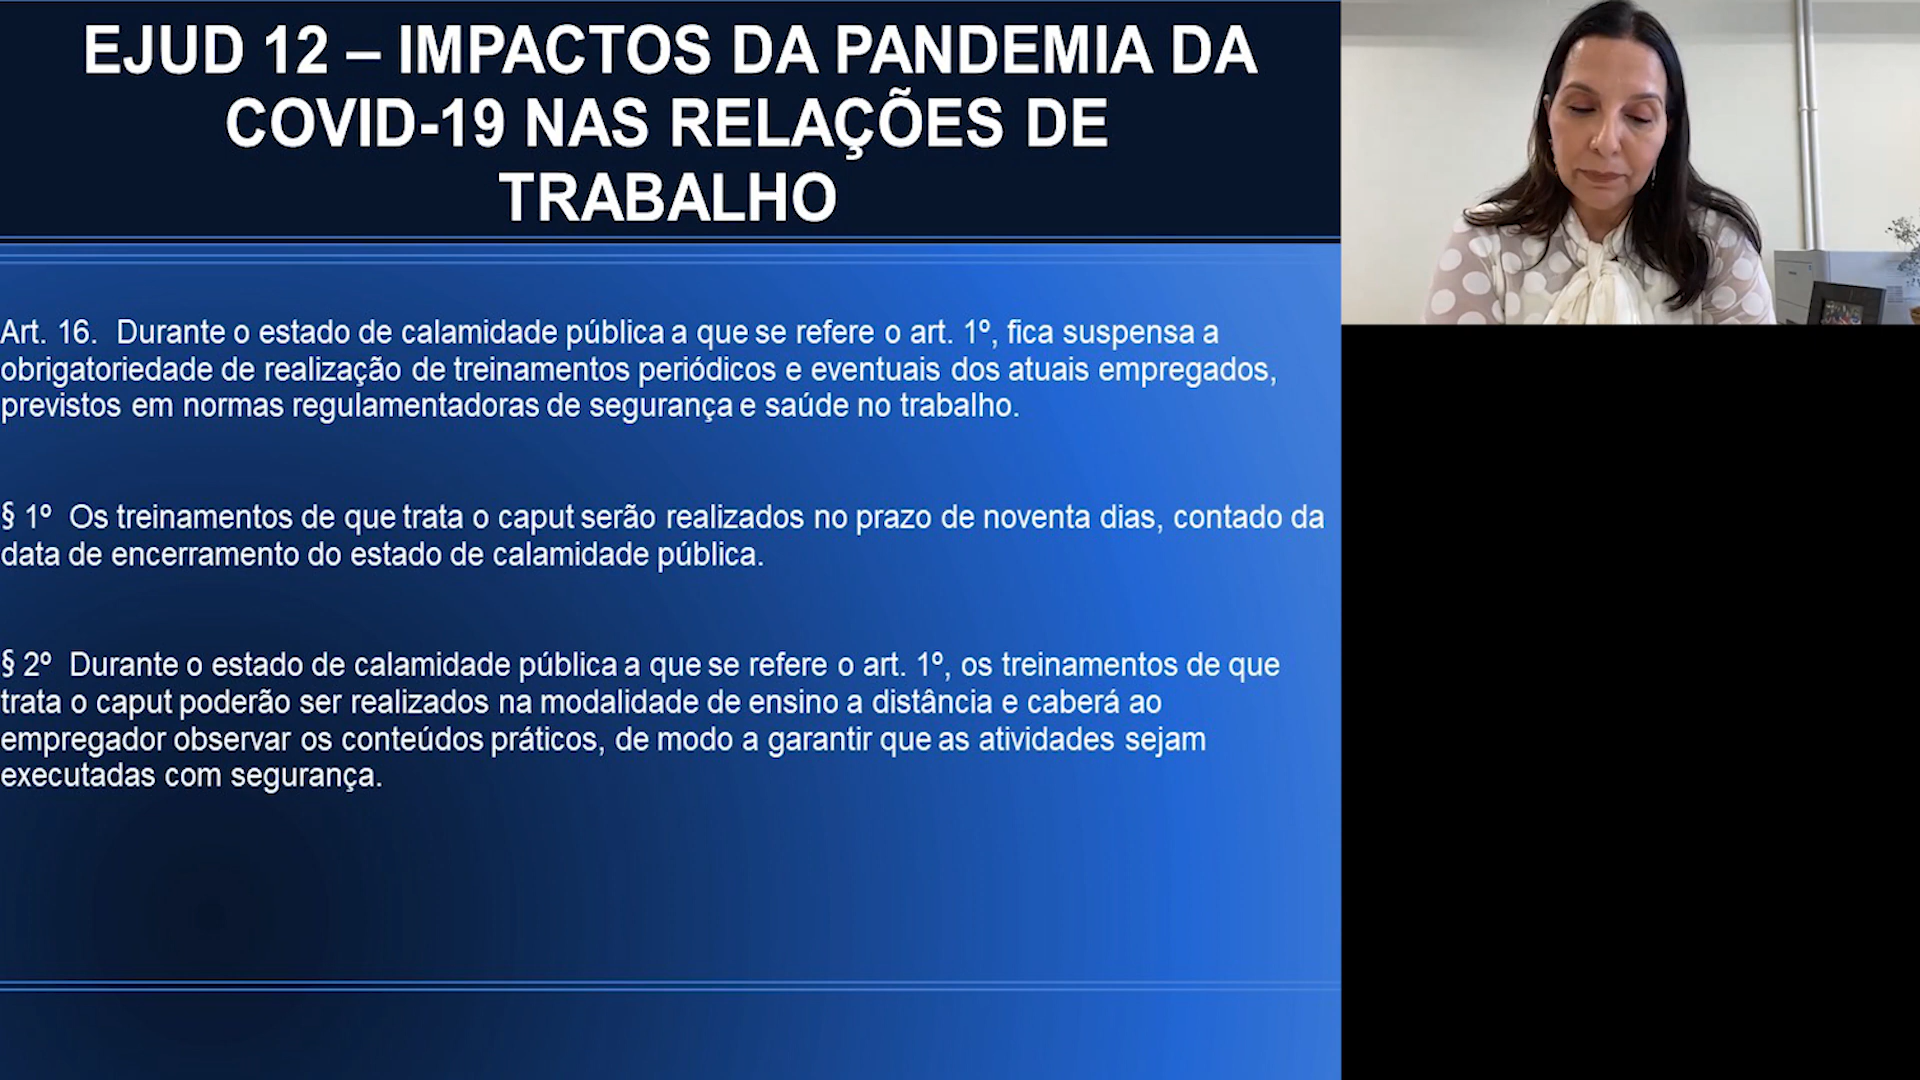 EJUD 12 – IMPACTOS DA PANDEMIA DA
COVID-19 NAS RELAÇÕES DE
TRABALHO
Art. 16.  Durante o estado de calamidade pública a que se refere o art. 1º, fica suspensa a
obrigatoriedade de realização de treinamentos periódicos e eventuais dos atuais empregados,
previstos em normas regulamentadoras de segurança e saúde no trabalho.
§ 1º  Os treinamentos de que trata o caput serão realizados no prazo de noventa dias, contado da
data de encerramento do estado de calamidade pública.
§ 2º  Durante o estado de calamidade pública a que se refere o art. 1º, os treinamentos de que
trata o caput poderão ser realizados na modalidade de ensino a distância e caberá ao
empregador observar os conteúdos práticos, de modo a garantir que as atividades sejam
executadas com segurança.